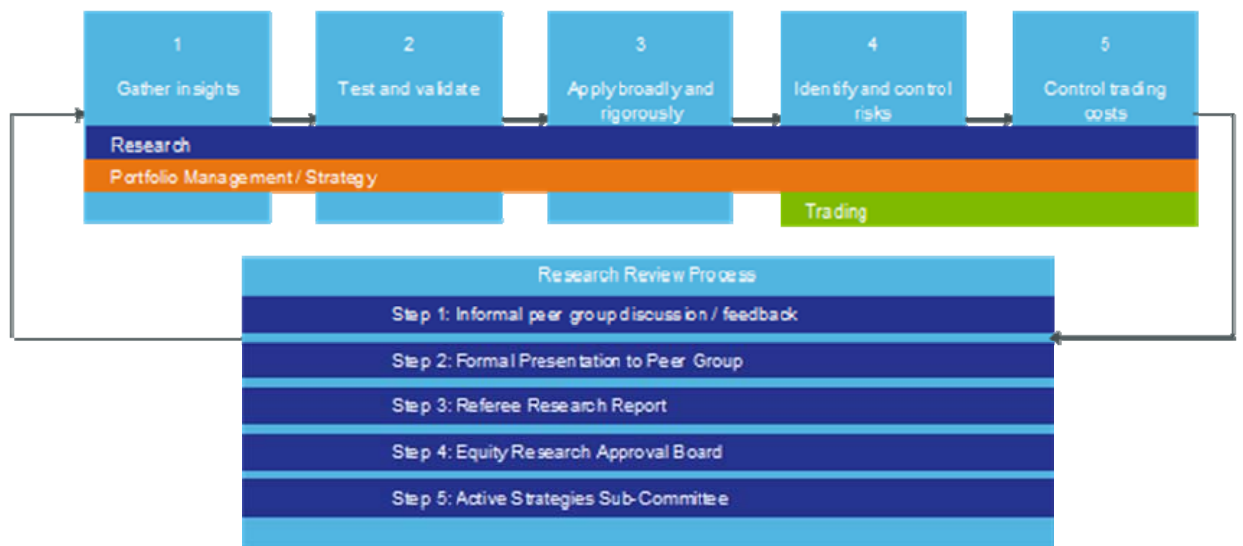 1
Gather insights
2
Test and validate
3
Apply broadly and
rigorously
4
Identify and control
risks
5
Control trading
costs
Research
Portfolio Management / Strategy
Trading
Research Review Process
Step 1: Informal peer group discussion / feedback
Step 2: Formal Presentation to Peer Group
Step 3: Referee Research Report
Step 4: Equity Research Approval Board
Step 5: Active Strategies Sub-Committee